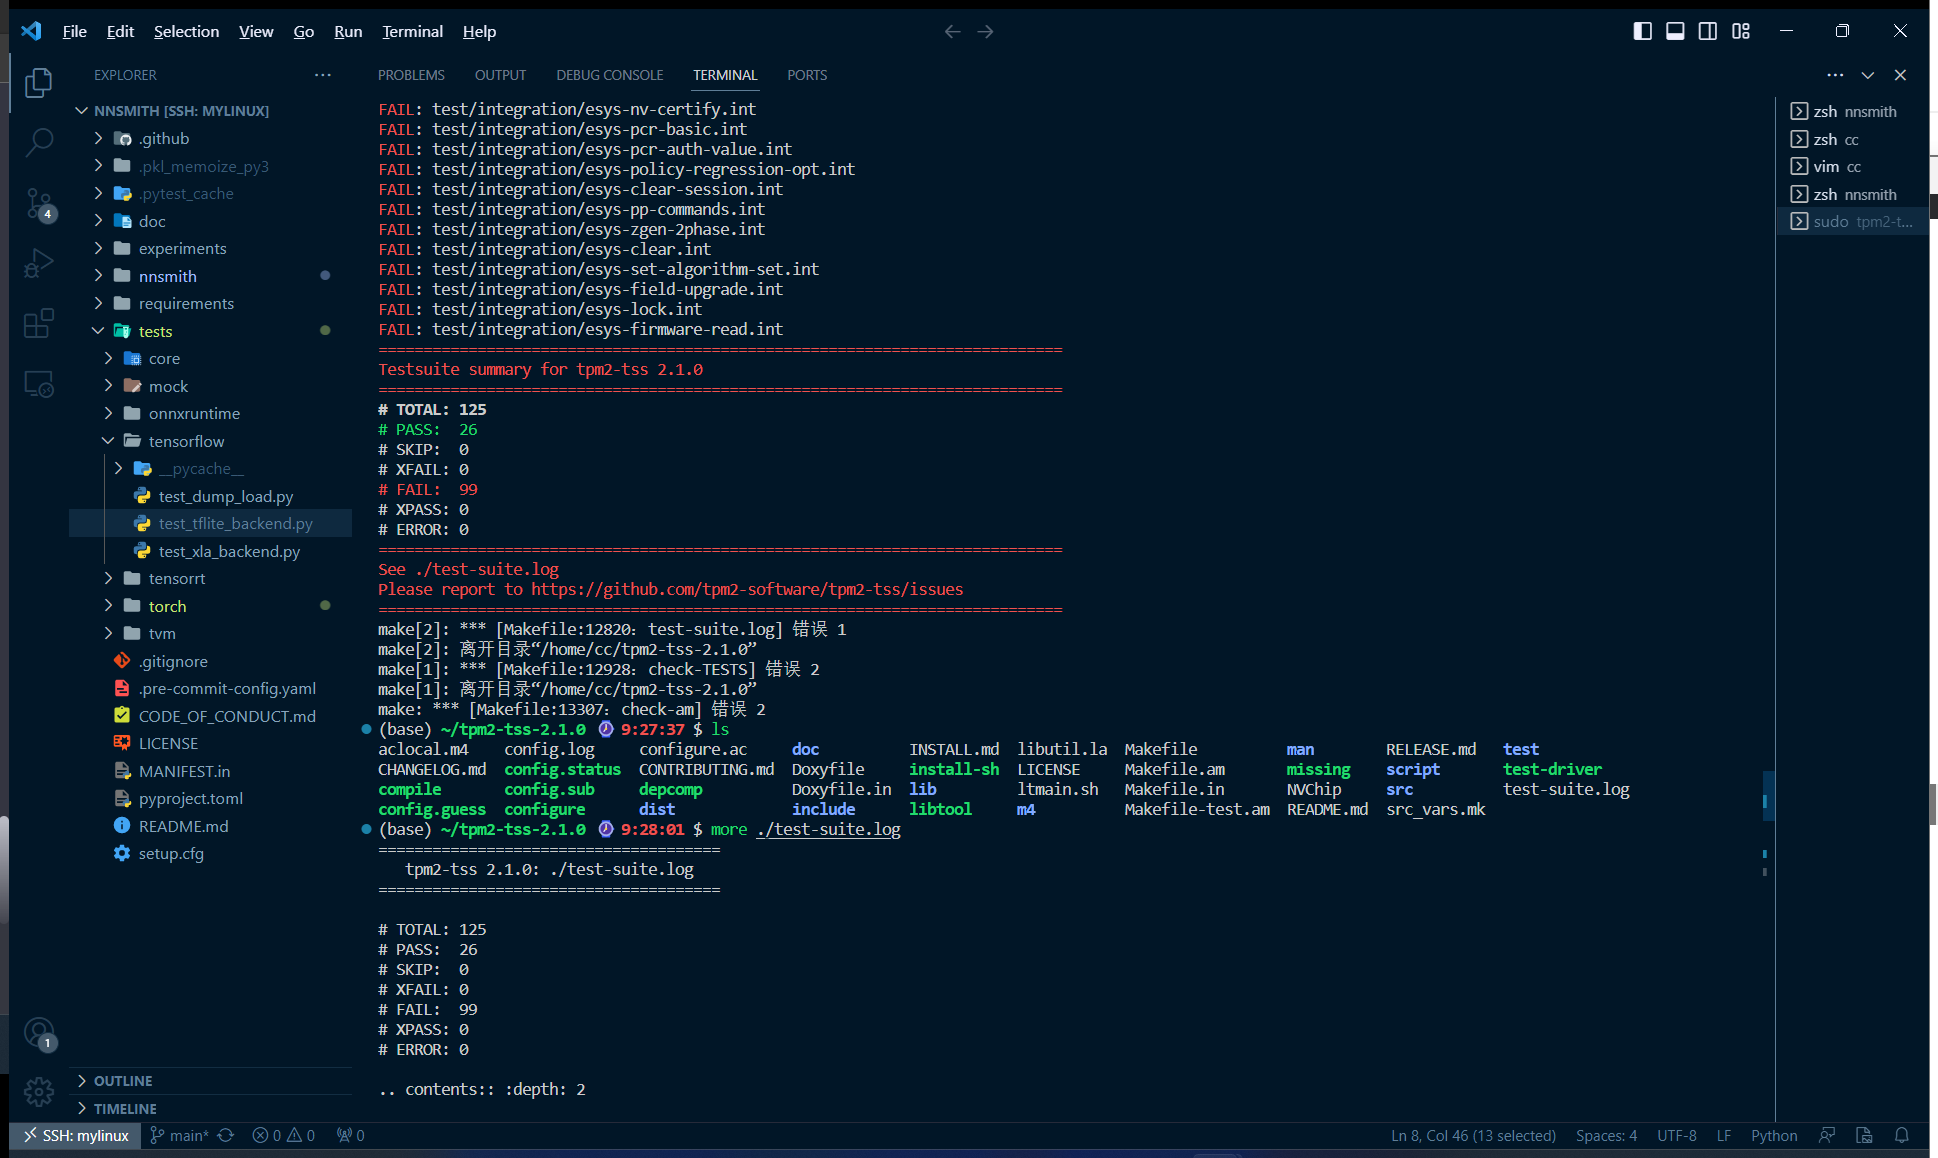 File Edit Selection View Go Run Terminal Help
EXPLORER
NNSMITH [SSH: MYLINUX]
.github
.pkl_memoize_py3
.pytest_cache
doc
experiments
nnsmith
requirements
tests
core
mock
onnxruntime
tensorflow
__pycache__
test_dump_load.py
test_tflite_backend.py
test_xla_backend.py
tensorrt
torch
tvm
.gitignore
.pre-commit-config.yaml
CODE_OF_CONDUCT.md
LICENSE
MANIFEST.in
pyproject.toml
README.md
setup.cfg
OUTLINE
TIMELINE
4
1
PROBLEMS OUTPUT DEBUG CONSOLE TERMINAL PORTS
FAIL: test/integration/esys-nv-certify.int
FAIL: test/integration/esys-pcr-basic.int
FAIL: test/integration/esys-pcr-auth-value.int
FAIL: test/integration/esys-policy-regression-opt.int
FAIL: test/integration/esys-clear-session.int
FAIL: test/integration/esys-pp-commands.int
FAIL: test/integration/esys-zgen-2phase.int
FAIL: test/integration/esys-clear.int
FAIL: test/integration/esys-set-algorithm-set.int
FAIL: test/integration/esys-field-upgrade.int
FAIL: test/integration/esys-lock.int
FAIL: test/integration/esys-firmware-read.int
============================================================================
Testsuite summary for tpm2-tss 2.1.0
============================================================================
# TOTAL: 125
# PASS:  26
# SKIP:  0
# XFAIL: 0
# FAIL:  99
# XPASS: 0
# ERROR: 0
============================================================================
See ./test-suite.log
Please report to https://github.com/tpm2-software/tpm2-tss/issues
============================================================================
make[2]: *** [Makefile:12820：test-suite.log] 错误 1
make[2]: 离开目录“/home/cc/tpm2-tss-2.1.0”
make[1]: *** [Makefile:12928：check-TESTS] 错误 2
make[1]: 离开目录“/home/cc/tpm2-tss-2.1.0”
make: *** [Makefile:13307：check-am] 错误 2
(base) ~/tpm2-tss-2.1.0 9:27:37 $ ls
aclocal.m4 config.log configure.ac doc INSTALL.md libutil.la Makefile man RELEASE.md test
CHANGELOG.md config.status CONTRIBUTING.md Doxyfile install-sh LICENSE Makefile.am missing script test-driver
compile config.sub depcomp Doxyfile.in lib ltmain.sh Makefile.in NVChip src test-suite.log
config.guess configure dist include libtool m4 Makefile-test.am README.md src_vars.mk
(base) ~/tpm2-tss-2.1.0 9:28:01 $ more ./test-suite.log
======================================
   tpm2-tss 2.1.0: ./test-suite.log
======================================
# TOTAL: 125
# PASS:  26
# SKIP:  0
# XFAIL: 0
# FAIL:  99
# XPASS: 0
# ERROR: 0
.. contents:: :depth: 2
zsh nnsmith
zsh cc
vim cc
zsh nnsmith
sudo tpm2-t...
SSH: mylinux main* 0 0 0 Ln 8, Col 46 (13 selected) Spaces: 4 UTF-8 LF Python